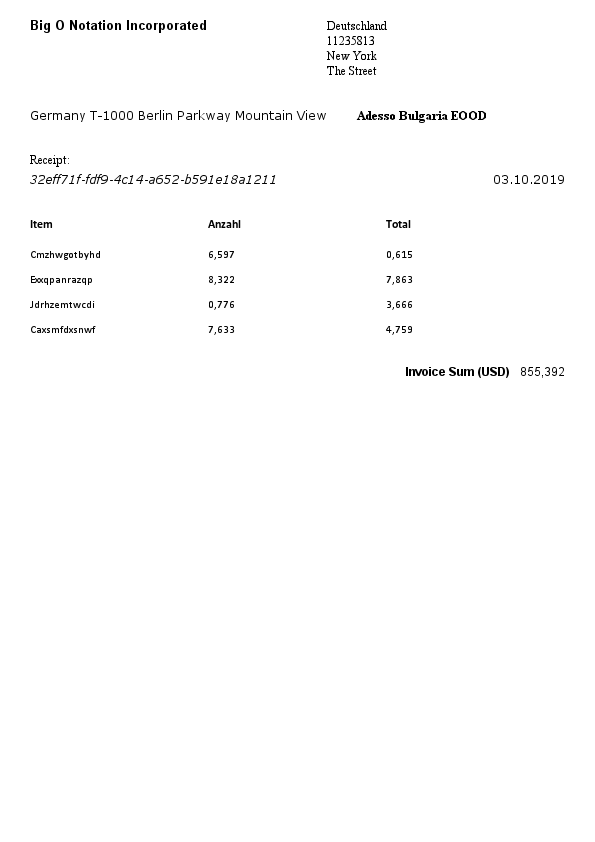 Big O Notation Incorporated
Deutschland
11235813
New York
The Street
Germany T-1000 Berlin Parkway Mountain View Adesso Bulgaria EOOD
Receipt:
32eff71f-fdf9-4c14-a652-b591e18a1211 03.10.2019
Item Anzahl Total
Cmzhwgotbyhd 6,597 0,615
Exxqpanrazqp 8,322 7,863
Jdrhzemtwcdi 0,776 3,666
Caxsmfdxsnwf 7,633 4,759
Invoice Sum (USD) 855,392